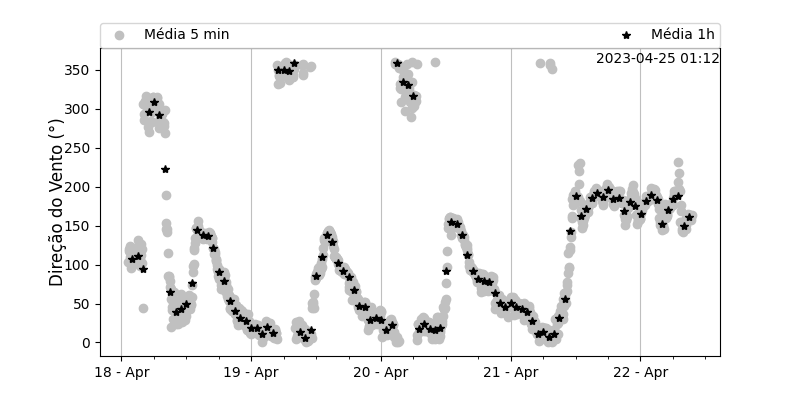 Média 5 min
Média 1h
2023-04-25 01:12
Direção do Vento (°)
350
300
250
200
150
100
50
0
18 - Apr
19 - Apr
20 - Apr
21 - Apr
22 - Apr